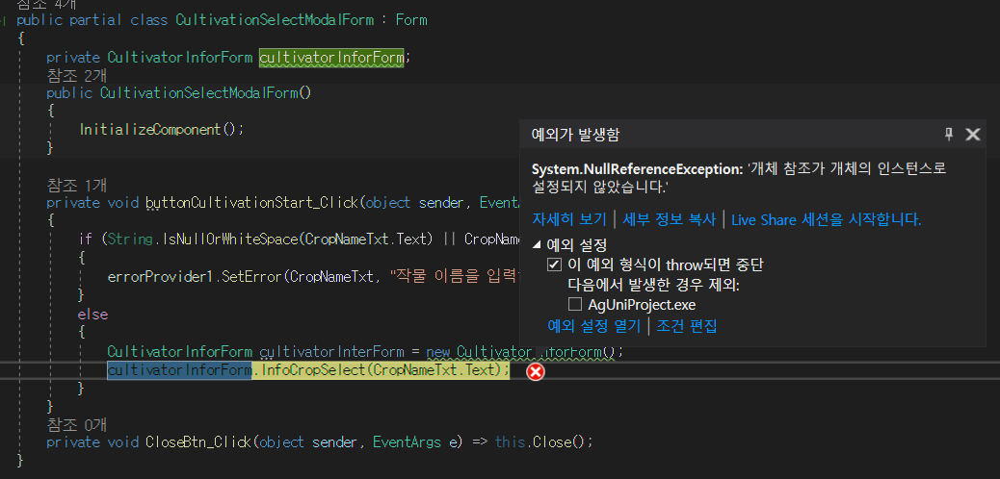 참조 4개
public partial class CultivationSelectModalForm : Form
{
private CultivatorInforForm cultivatorInforForm;
참조 2개
public CultivationSelectModalForm()
{
InitializeComponent();
}
참조 1개
private void buttonCultivationStart_Click(object sender, EventA
{
if (String.IsNullOrWhiteSpace(CropNameTxt.Text) || CropName
{
errorProvider1.SetError(CropNameTxt, "작물 이름을 입력
}
else
{
CultivatorInforForm cultivatorInterForm = new CultivatorInforForm();
cultivatorInforForm.InfoCropSelect(CropNameTxt.Text);
}
}
참조 0개
private void CloseBtn_Click(object sender, EventArgs e) => this.Close();
}
예외가 발생함
System.NullReferenceException: '개체 참조가 개체의 인스턴스로
설정되지 않았습니다.'
자세히 보기 | 세부 정보 복사 | Live Share 세션을 시작합니다.
예외 설정
이 예외 형식이 throw되면 중단
다음에서 발생한 경우 제외:
AgUniProject.exe
예외 설정 열기 | 조건 편집